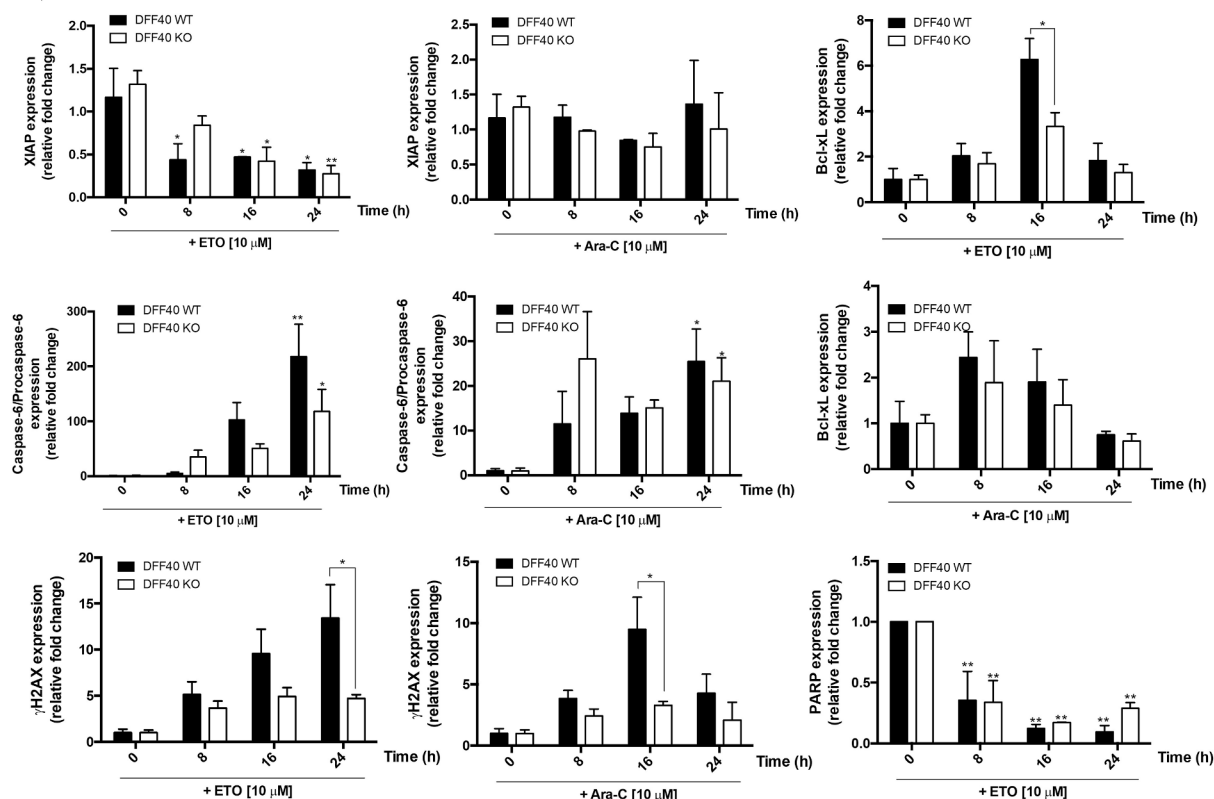 DFF40 WT
DFF40 KO
XIAP expression
(relative fold change)
2.0
1.5
1.0
0.5
0.0
* * * * **
0 8 16 24 Time (h)
+ ETO [10 μM]
DFF40 WT
DFF40 KO
XIAP expression
(relative fold change)
2.5
2.0
1.5
1.0
0.5
0.0
0 8 16 24 Time (h)
+ Ara-C [10 μM]
DFF40 WT
DFF40 KO
Bcl-xL expression
(relative fold change)
8
6
4
2
0
*
0 8 16 24 Time (h)
+ ETO [10 μM]
DFF40 WT
DFF40 KO
Caspase-6/Procaspase-6
expression
(relative fold change)
300
200
100
0
** *
0 8 16 24 Time (h)
+ ETO [10 μM]
DFF40 WT
DFF40 KO
Caspase-6/Procaspase-6
expression
(relative fold change)
40
30
20
10
0
* *
0 8 16 24 Time (h)
+ Ara-C [10 μM]
DFF40 WT
DFF40 KO
Bcl-xL expression
(relative fold change)
4
3
2
1
0
0 8 16 24 Time (h)
+ Ara-C [10 μM]
DFF40 WT
DFF40 KO
γH2AX expression
(relative fold change)
20
15
10
5
0
*
0 8 16 24 Time (h)
+ ETO [10 μM]
DFF40 WT
DFF40 KO
γH2AX expression
(relative fold change)
15
10
5
0
*
0 8 16 24 Time (h)
+ Ara-C [10 μM]
DFF40 WT
DFF40 KO
PARP expression
(relative fold change)
1.5
1.0
0.5
0.0
** ** ** ** ** **
0 8 16 24 Time (h)
+ ETO [10 μM]